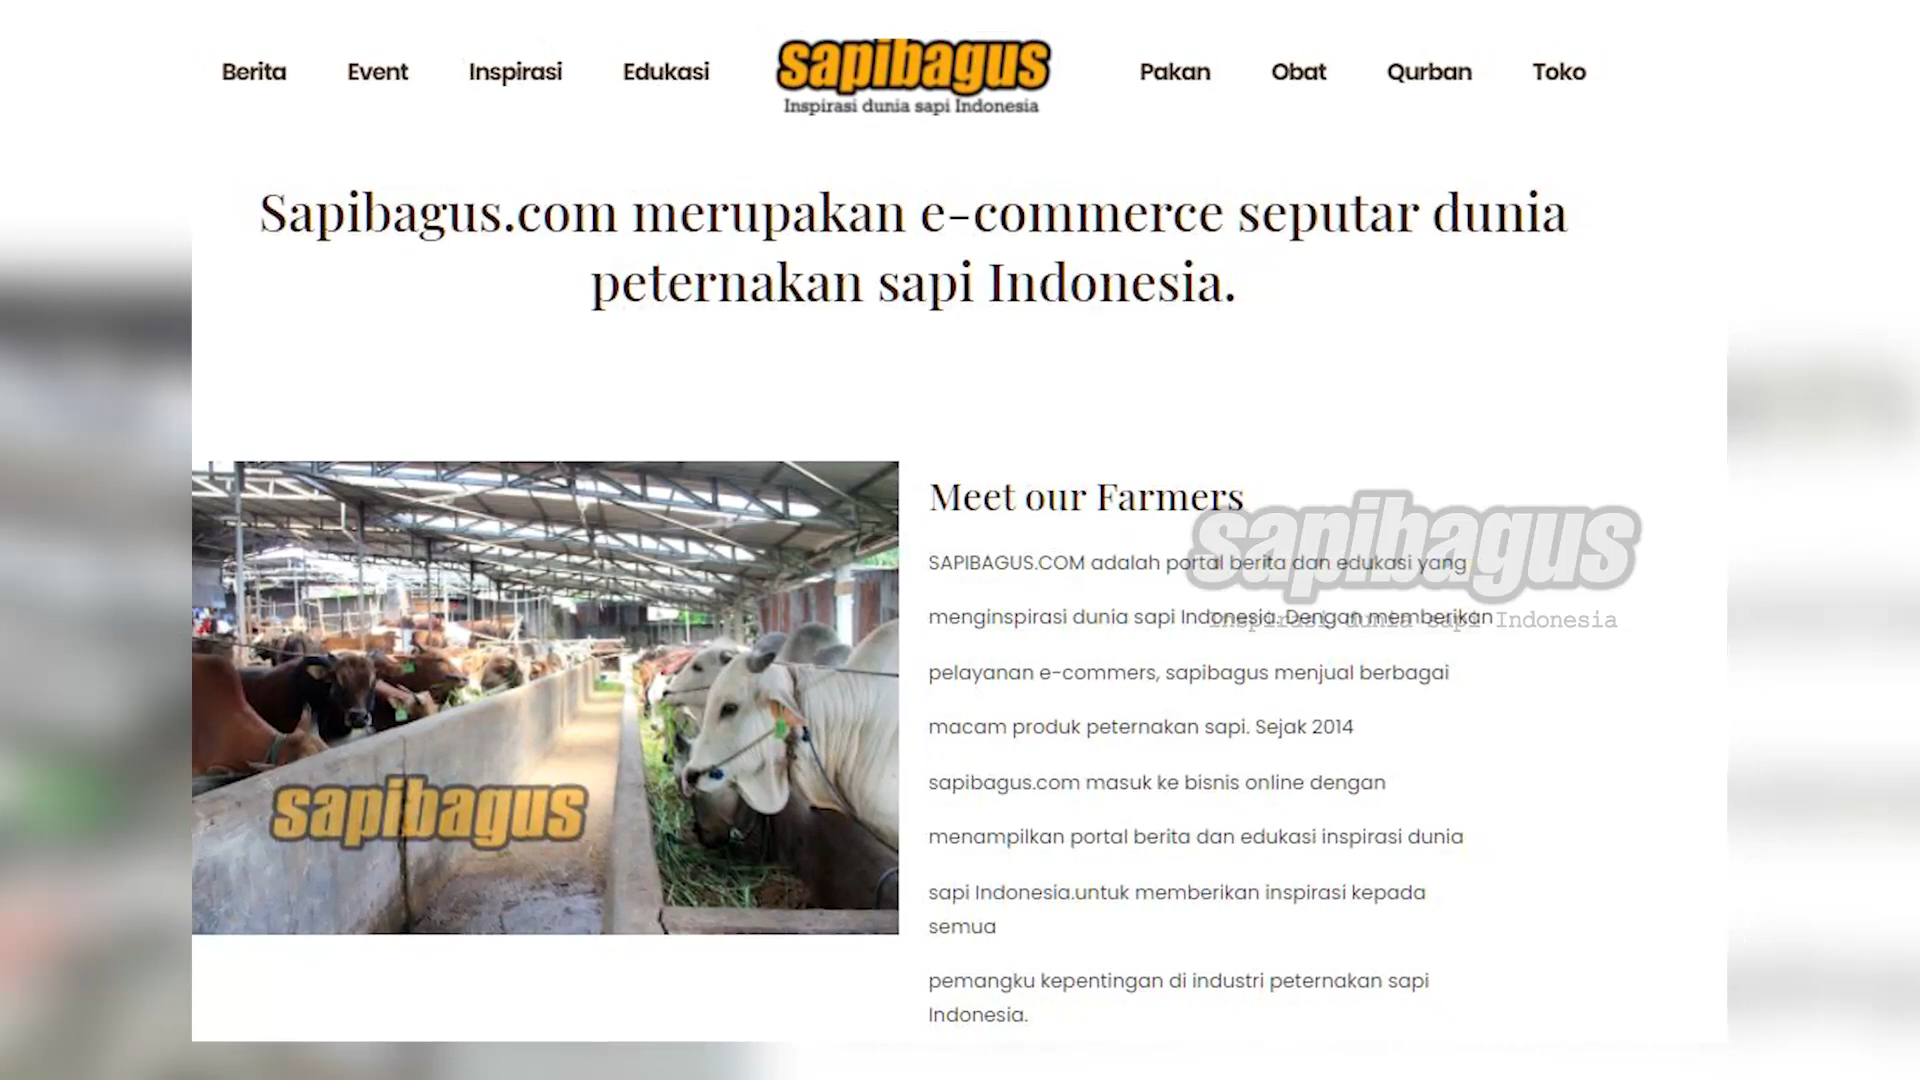 Berita Event Inspirasi Edukasi sapibagus Pakan Obat Qurban Toko
Inspirasi dunia sapi Indonesia
Sapibagus.com merupakan e-commerce seputar dunia
peternakan sapi Indonesia.
Meet our Farmers
sapibagus
SAPIBAGUS.COM adalah portal berita dan edukasi yang
menginspirasi dunia sapi Indonesia. Dengan memberikan
Inspirasi dunia sapi Indonesia
pelayanan e-commers, sapibagus menjual berbagai
macam produk peternakan sapi. Sejak 2014
sapibagus.com masuk ke bisnis online dengan
sapibagus
menampilkan portal berita dan edukasi inspirasi dunia
sapi Indonesia.untuk memberikan inspirasi kepada
semua
pemangku kepentingan di industri peternakan sapi
Indonesia.